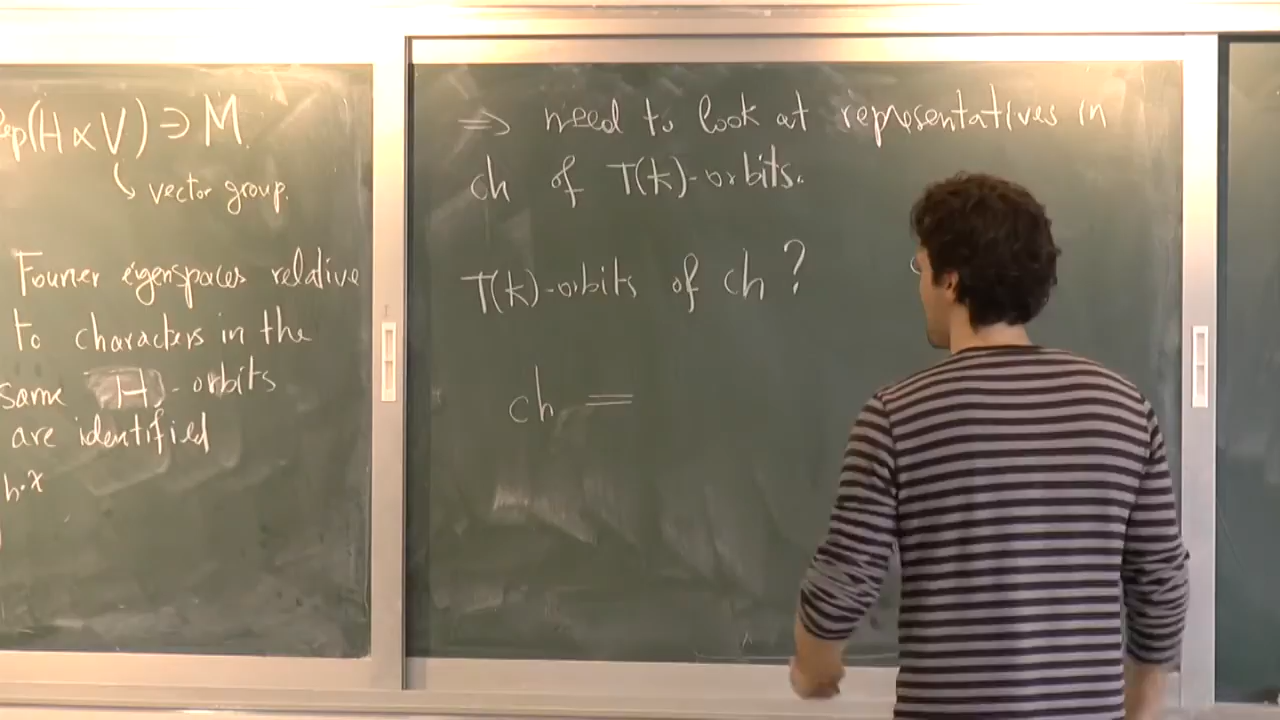 Rep(H ⋉ V) ∋ M.
↳ vector group.
Fourier eigenspaces relative
to characters in the
same H - orbits
are identified
h.x
⇒ need to look at representatives in
ch of T(k)-orbits.
T(k)-orbits of ch ?
ch =